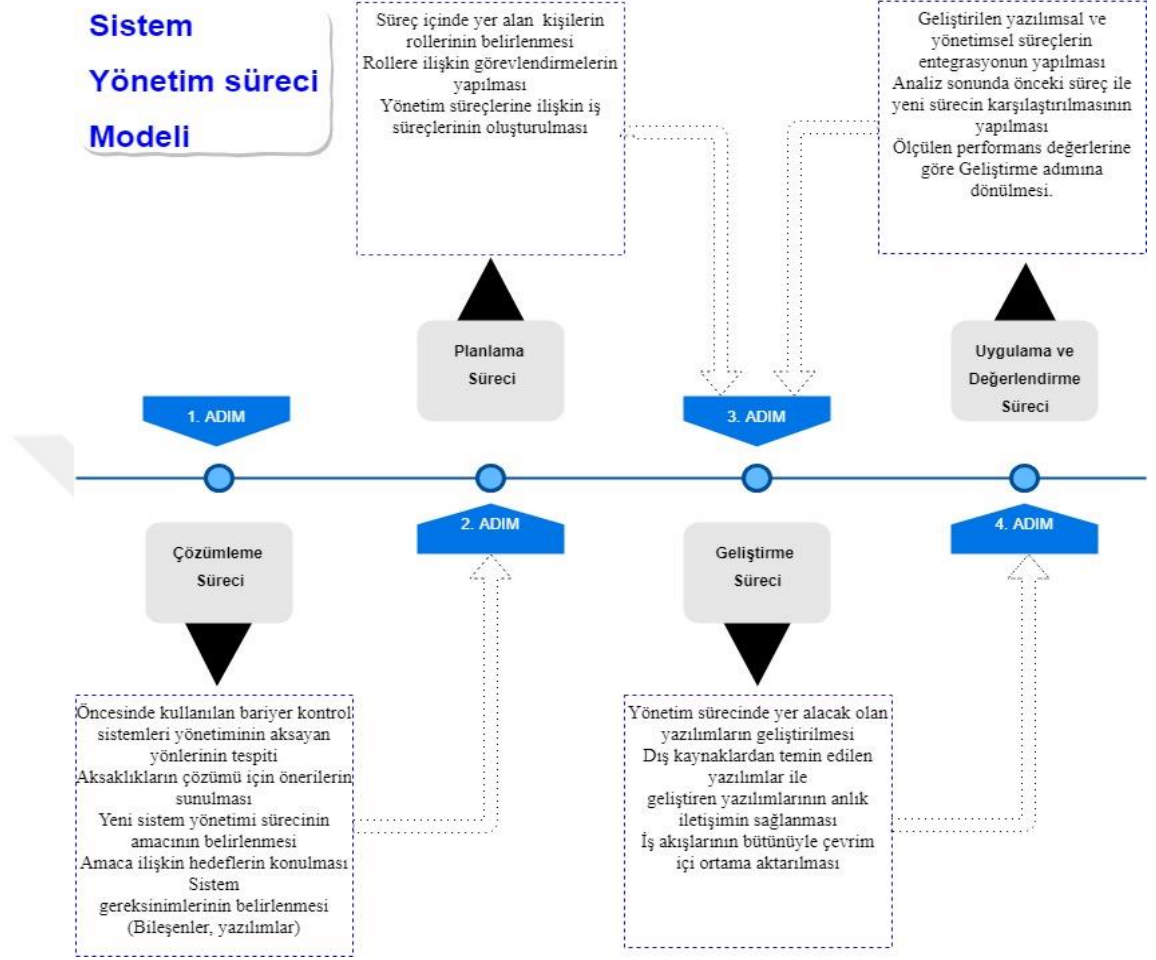 Sistem
Yönetim süreci
Modeli
Süreç içinde yer alan kişilerin
rollerinin belirlenmesi
Rollere ilişkin görevlendirmelerin
yapılması
Yönetim süreçlerine ilişkin iş
süreçlerinin oluşturulması
Geliştirilen yazılımsal ve
yönetimsel süreçlerin
entegrasyonun yapılması
Analiz sonunda önceki süreç ile
yeni sürecin karşılaştırılmasının
yapılması
Ölçülen performans değerlerine
göre Geliştirme adımına
dönülmesi.
Planlama
Süreci
Uygulama ve
Değerlendirme
Süreci
1. ADIM
3. ADIM
2. ADIM
4. ADIM
Çözümleme
Süreci
Geliştirme
Süreci
Öncesinde kullanılan bariyer kontrol
sistemleri yönetiminin aksayan
yönlerinin tespiti
Aksaklıkların çözümü için önerilerin
sunulması
Yeni sistem yönetimi sürecinin
amacının belirlenmesi
Amaca ilişkin hedeflerin konulması
Sistem
gereksinimlerinin belirlenmesi
(Bileşenler, yazılımlar)
Yönetim sürecinde yer alacak olan
yazılımların geliştirilmesi
Dış kaynaklardan temin edilen
yazılımlar ile
geliştiren yazılımlarının anlık
iletişimin sağlanması
İş akışlarının bütünüyle çevrim
içi ortama aktarılması